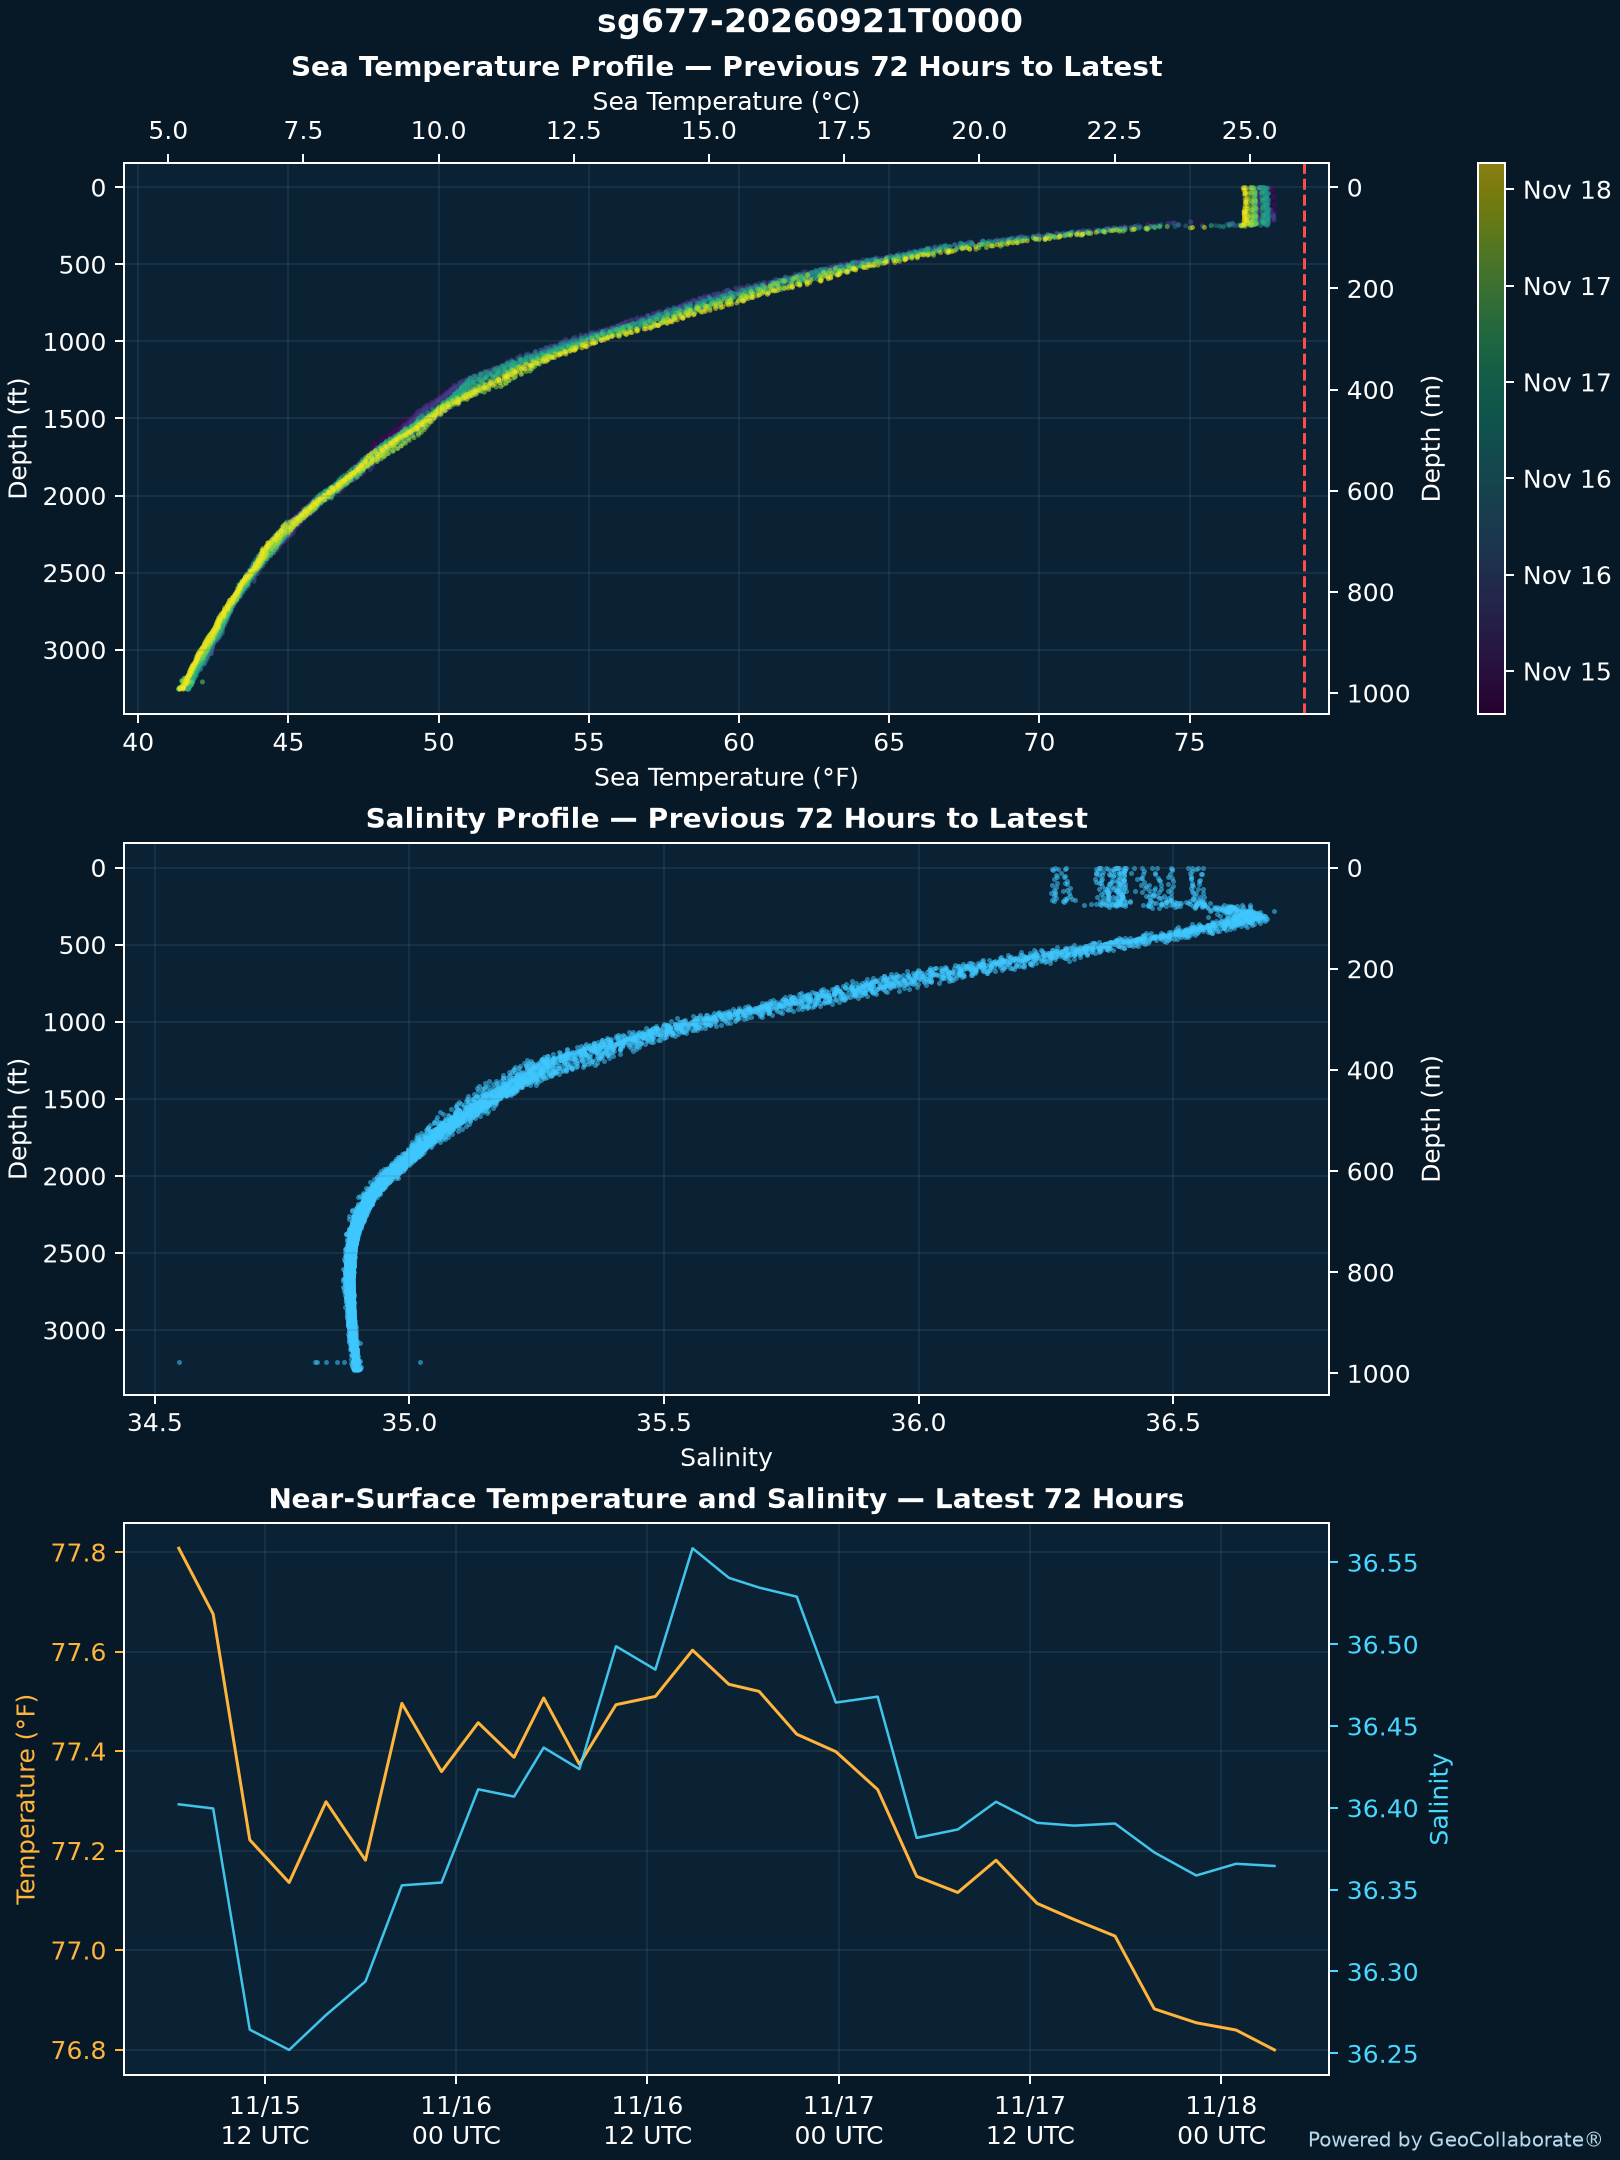 sg677-20260921T0000
Sea Temperature Profile — Previous 72 Hours to Latest
Sea Temperature (°C)
5.0 7.5 10.0 12.5 15.0 17.5 20.0 22.5 25.0
Depth (ft)
0
500
1000
1500
2000
2500
3000
Depth (m)
0
200
400
600
800
1000
40 45 50 55 60 65 70 75
Sea Temperature (°F)
Nov 18
Nov 17
Nov 17
Nov 16
Nov 16
Nov 15
Salinity Profile — Previous 72 Hours to Latest
Depth (ft)
0
500
1000
1500
2000
2500
3000
Depth (m)
0
200
400
600
800
1000
34.5 35.0 35.5 36.0 36.5
Salinity
Near-Surface Temperature and Salinity — Latest 72 Hours
Temperature (°F)
77.8
77.6
77.4
77.2
77.0
76.8
Salinity
36.55
36.50
36.45
36.40
36.35
36.30
36.25
11/15 11/16 11/16 11/17 11/17 11/18
12 UTC 00 UTC 12 UTC 00 UTC 12 UTC 00 UTC
Powered by GeoCollaborate®